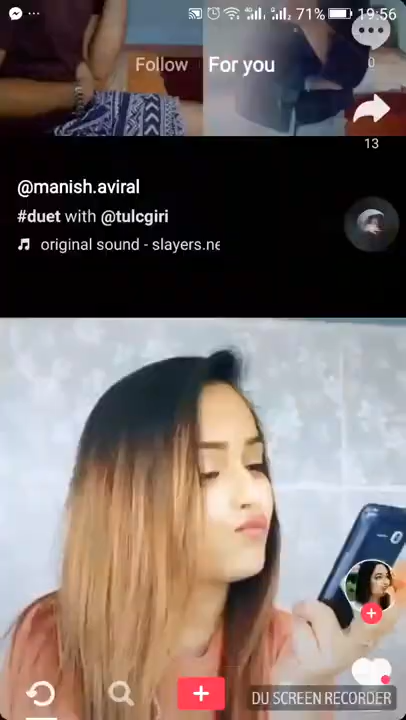 71% 19:56
Follow For you
0
13
@manish.aviral
#duet with @tulcgiri
original sound - slayers.ne
DU SCREEN RECORDER